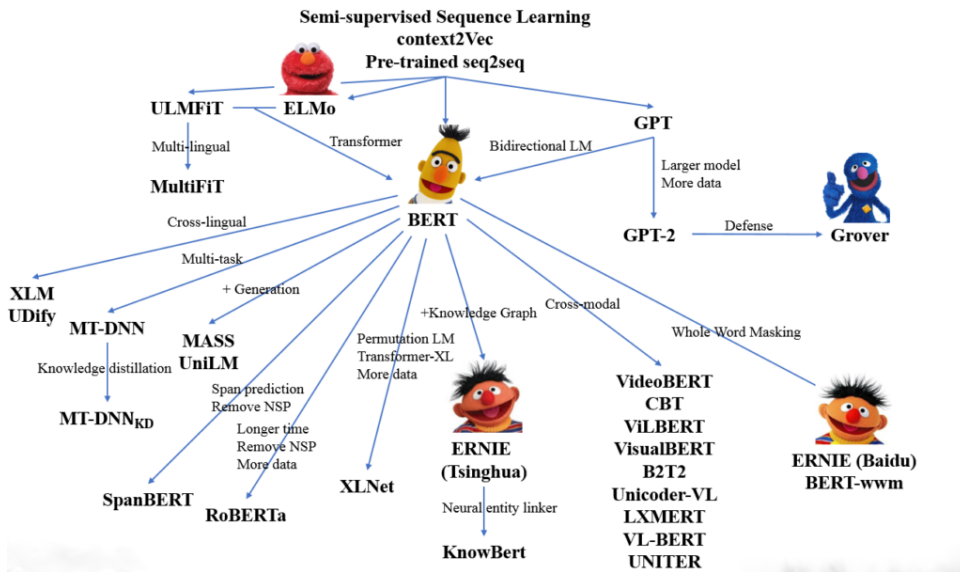 Semi-supervised Sequence Learning
context2Vec
Pre-trained seq2seq
ULMFiT
ELMo
GPT
Multi-lingual
Transformer
Bidirectional LM
Larger model
More data
MultiFiT
BERT
GPT-2
Defense
Grover
Cross-lingual
Multi-task
+ Generation
+Knowledge Graph
Cross-modal
Whole Word Masking
XLM
UDify
MT-DNN
MASS
UniLM
Permutation LM
Transformer-XL
More data
Knowledge distillation
Span prediction
Remove NSP
MT-DNNKD
Longer time
Remove NSP
More data
SpanBERT
RoBERTa
XLNet
ERNIE
(Tsinghua)
Neural entity linker
KnowBert
VideoBERT
CBT
ViLBERT
VisualBERT
B2T2
Unicoder-VL
LXMERT
VL-BERT
UNITER
ERNIE (Baidu)
BERT-wwm